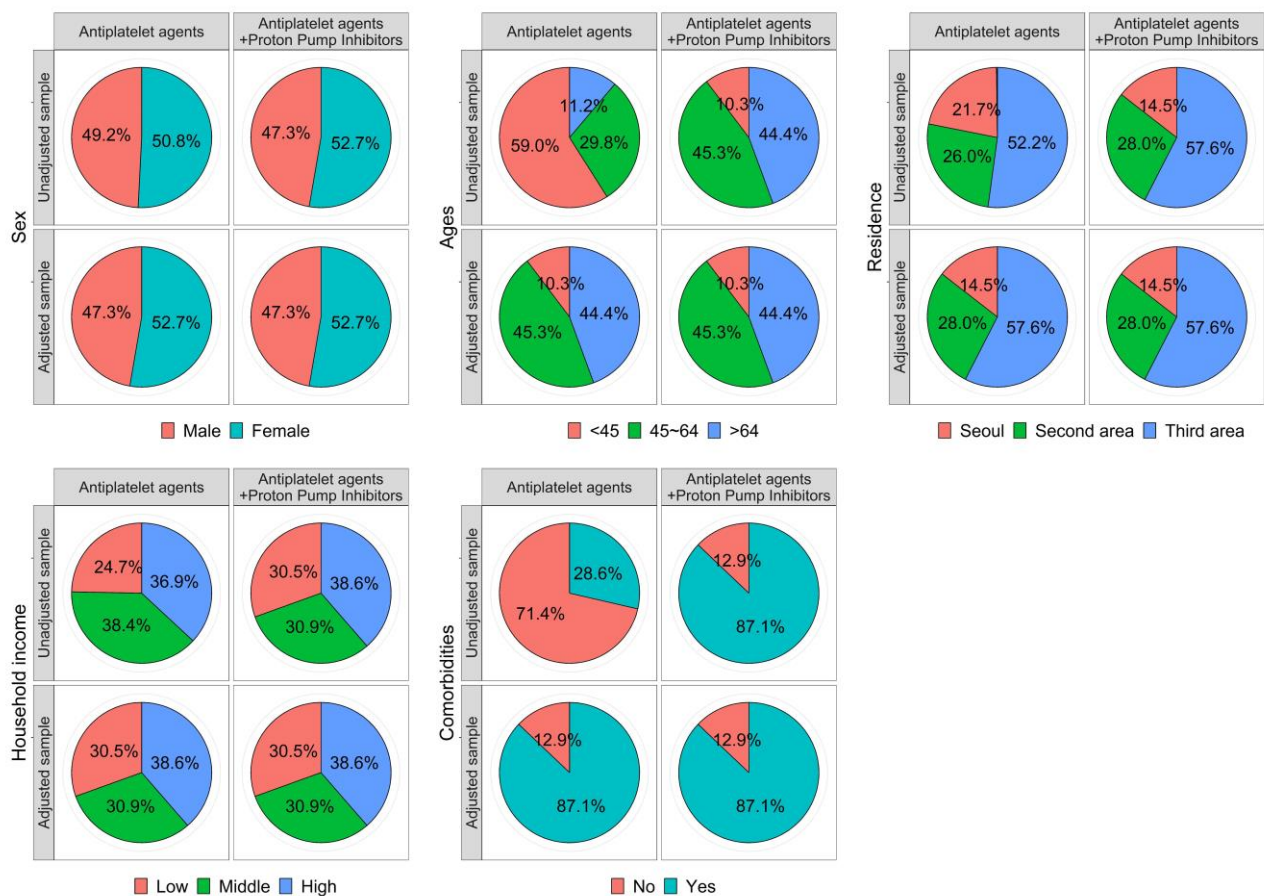 Antiplatelet agents
Antiplatelet agents
+Proton Pump Inhibitors
Sex
Unadjusted sample
49.2%
50.8%
47.3%
52.7%
Adjusted sample
47.3%
52.7%
47.3%
52.7%
Male Female
Antiplatelet agents
Antiplatelet agents
+Proton Pump Inhibitors
Ages
Unadjusted sample
11.2%
59.0%
29.8%
10.3%
45.3%
44.4%
Adjusted sample
10.3%
45.3%
44.4%
10.3%
45.3%
44.4%
<45 45~64 >64
Antiplatelet agents
Antiplatelet agents
+Proton Pump Inhibitors
Residence
Unadjusted sample
21.7%
26.0%
52.2%
14.5%
28.0%
57.6%
Adjusted sample
14.5%
28.0%
57.6%
14.5%
28.0%
57.6%
Seoul Second area Third area
Antiplatelet agents
Antiplatelet agents
+Proton Pump Inhibitors
Household income
Unadjusted sample
24.7%
36.9%
38.4%
30.5%
38.6%
30.9%
Adjusted sample
30.5%
38.6%
30.9%
30.5%
38.6%
30.9%
Low Middle High
Antiplatelet agents
Antiplatelet agents
+Proton Pump Inhibitors
Comorbidities
Unadjusted sample
28.6%
71.4%
12.9%
87.1%
Adjusted sample
12.9%
87.1%
12.9%
87.1%
No Yes